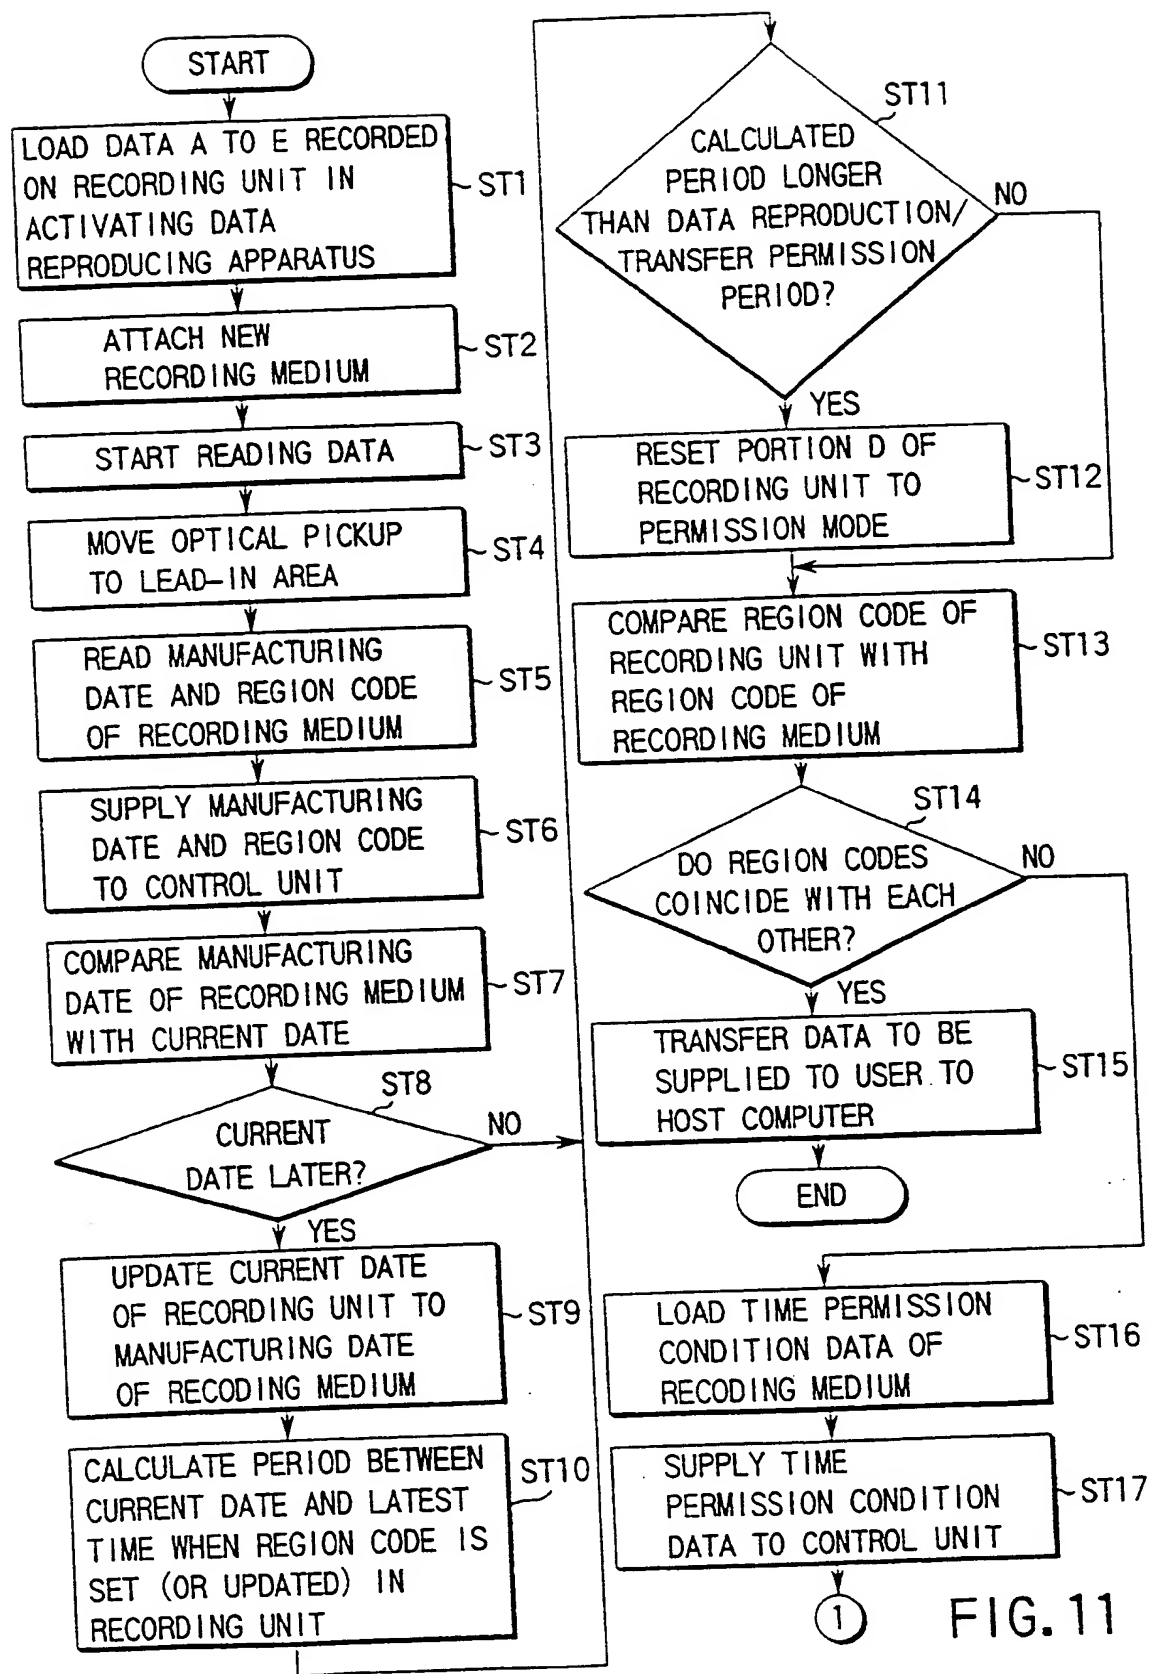 START
LOAD DATA A TO E RECORDED
ON RECORDING UNIT IN
ACTIVATING DATA
REPRODUCING APPARATUS
ST1
ATTACH NEW
RECORDING MEDIUM
ST2
START READING DATA
ST3
MOVE OPTICAL PICKUP
TO LEAD-IN AREA
ST4
READ MANUFACTURING
DATE AND REGION CODE
OF RECORDING MEDIUM
ST5
SUPPLY MANUFACTURING
DATE AND REGION CODE
TO CONTROL UNIT
ST6
COMPARE MANUFACTURING
DATE OF RECORDING MEDIUM
WITH CURRENT DATE
ST7
ST8
CURRENT
DATE LATER?
NO
YES
UPDATE CURRENT DATE
OF RECORDING UNIT TO
MANUFACTURING DATE
OF RECODING MEDIUM
ST9
CALCULATE PERIOD BETWEEN
CURRENT DATE AND LATEST
TIME WHEN REGION CODE IS
SET (OR UPDATED) IN
RECORDING UNIT
ST10
ST11
CALCULATED
PERIOD LONGER
THAN DATA REPRODUCTION/
TRANSFER PERMISSION
PERIOD?
NO
YES
RESET PORTION D OF
RECORDING UNIT TO
PERMISSION MODE
ST12
COMPARE REGION CODE OF
RECORDING UNIT WITH
REGION CODE OF
RECORDING MEDIUM
ST13
ST14
DO REGION CODES
COINCIDE WITH EACH
OTHER?
NO
YES
TRANSFER DATA TO BE
SUPPLIED TO USER TO
HOST COMPUTER
ST15
END
LOAD TIME PERMISSION
CONDITION DATA OF
RECODING MEDIUM
ST16
SUPPLY TIME
PERMISSION CONDITION
DATA TO CONTROL UNIT
ST17
1
FIG. 11